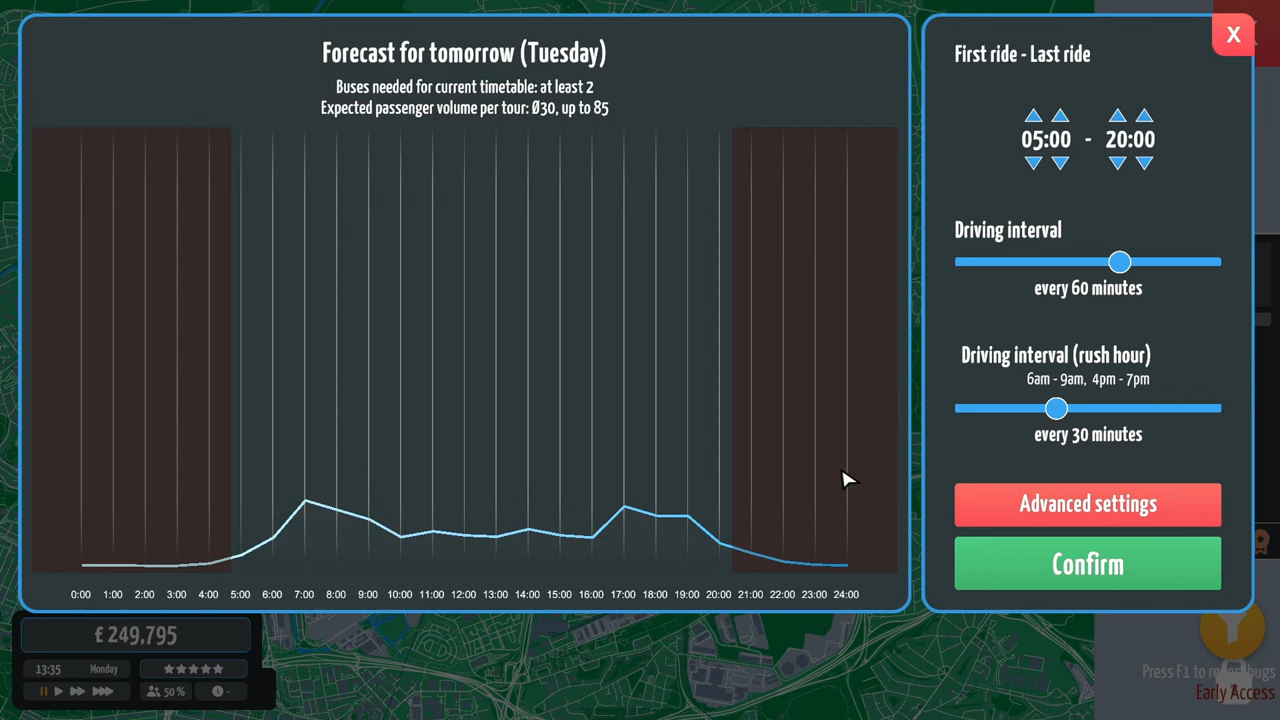 Forecast for tomorrow (Tuesday)
Buses needed for current timetable: at least 2
Expected passenger volume per tour: Ø30, up to 85
0:00 1:00 2:00 3:00 4:00 5:00 6:00 7:00 8:00 9:00 10:00 11:00 12:00 13:00 14:00 15:00 16:00 17:00 18:00 19:00 20:00 21:00 22:00 23:00 24:00
X
First ride - Last ride
05:00 - 20:00
Driving interval
every 60 minutes
Driving interval (rush hour)
6am - 9am, 4pm - 7pm
every 30 minutes
Advanced settings
Confirm
£ 249,795
13:35 Monday
50 % -
Press F1 to report bugs
Early Access